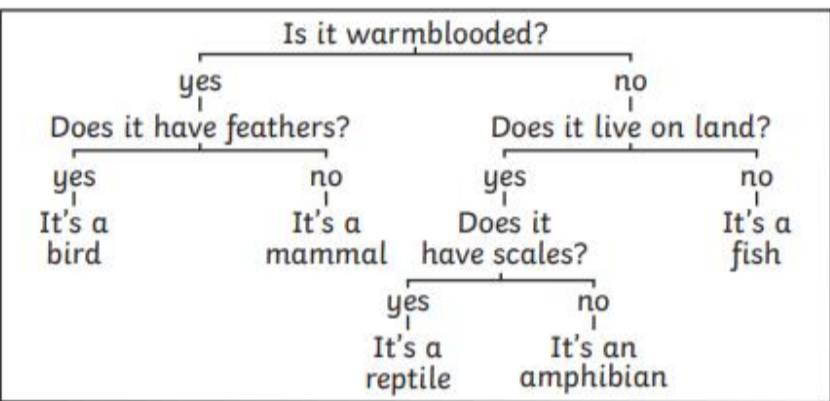 Is it warmblooded?
yes
no
Does it have feathers?
Does it live on land?
yes
no
yes
no
It's a
bird
It's a
mammal
Does it
have scales?
It's a
fish
yes
no
It's a
reptile
It's an
amphibian